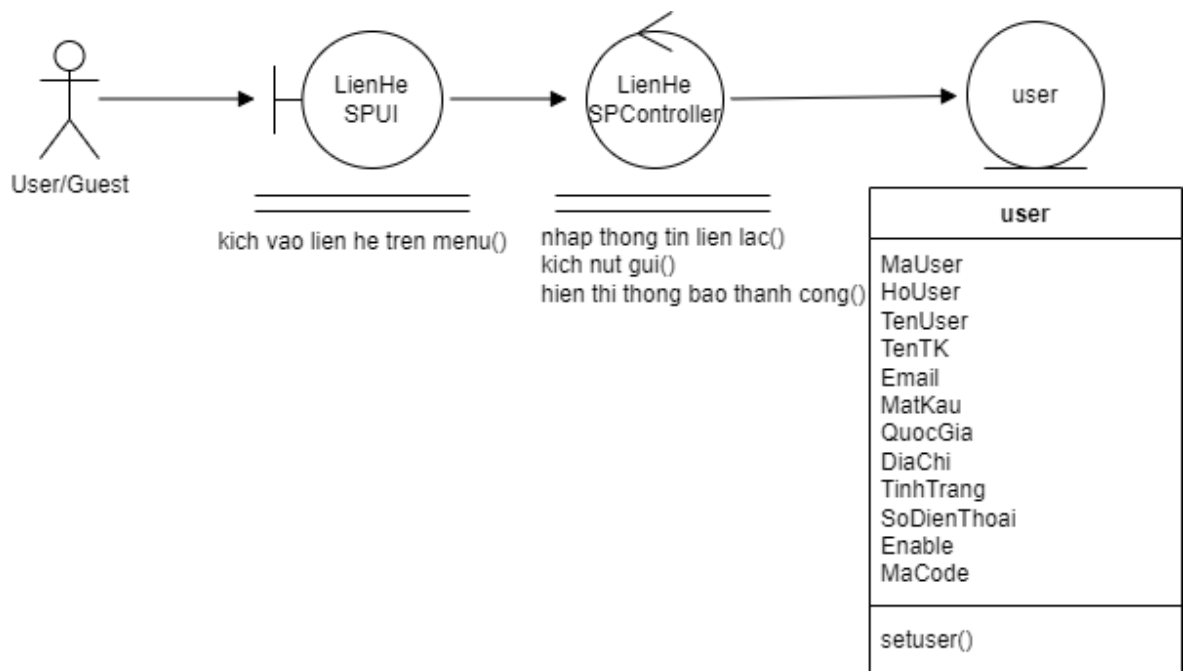 LienHe
SPUI
LienHe
SPController
user
User/Guest
kich vao lien he tren menu()
nhap thong tin lien lac()
kich nut gui()
hien thi thong bao thanh cong()
user
MaUser
HoUser
TenUser
TenTK
Email
MatKau
QuocGia
DiaChi
TinhTrang
SoDienThoai
Enable
MaCode
setuser()